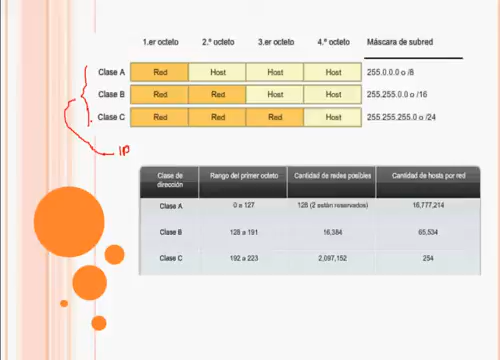 1.er octeto 2.º octeto 3.er octeto 4.º octeto Máscara de subred
Clase A Red Host Host Host 255.0.0.0 o /8
Clase B Red Red Host Host 255.255.0.0 o /16
Clase C Red Red Red Host 255.255.255.0 o /24
IP
Clase de dirección Rango del primer octeto Cantidad de redes posibles Cantidad de hosts por red
Clase A 0 a 127 128 (2 están reservados) 16,777,214
Clase B 128 a 191 16,384 65,534
Clase C 192 a 223 2,097,152 254